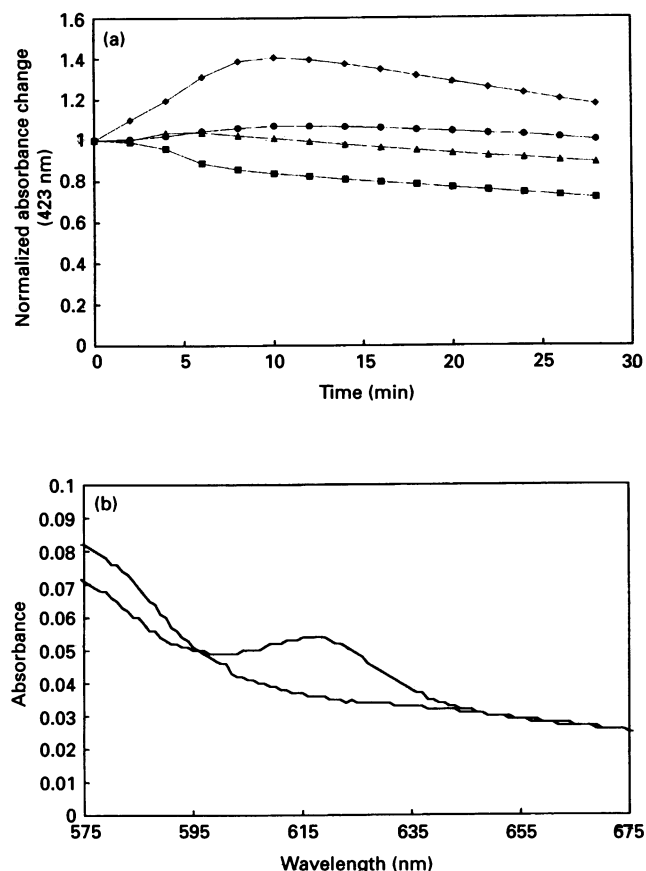 (a)
Normalized absorbance change
(423 nm)
1.6
1.4
1.2
1
0.8
0.6
0.4
0.2
0
0 5 10 15 20 25 30
Time (min)
(b)
Absorbance
0.1
0.09
0.08
0.07
0.06
0.05
0.04
0.03
0.02
0.01
0
575 595 615 635 655 675
Wavelength (nm)